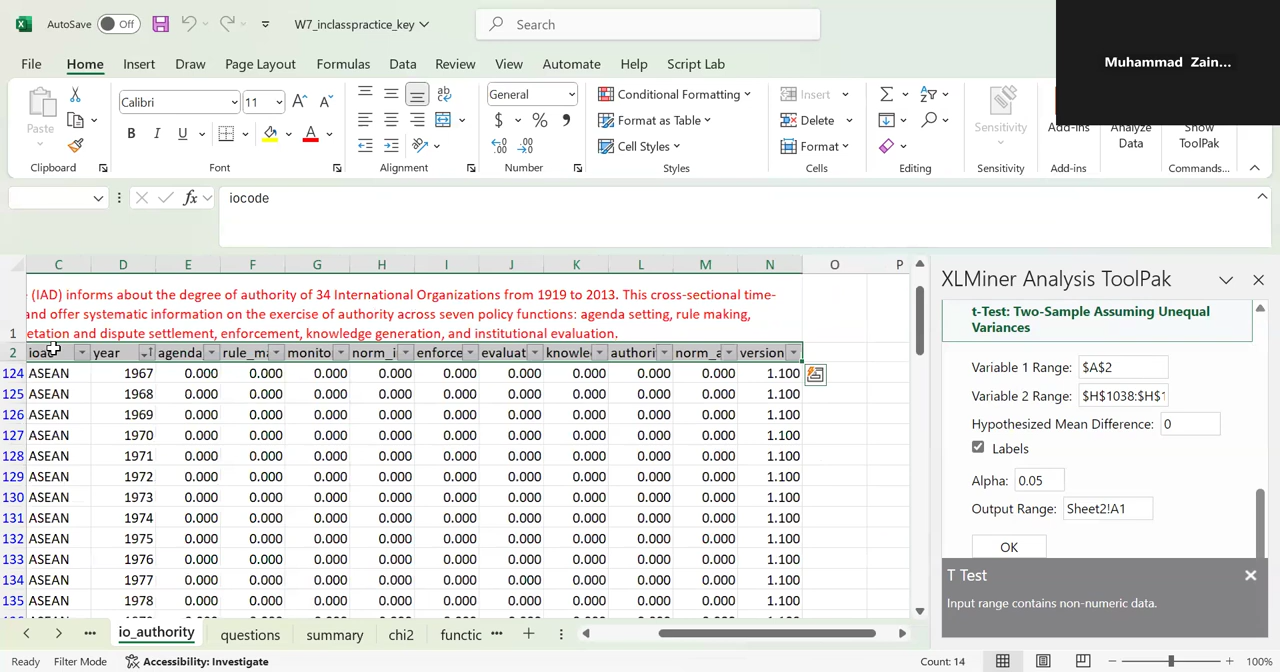 AutoSave Off W7_inclasspractice_key Search
Muhammad Zain...
File Home Insert Draw Page Layout Formulas Data Review View Automate Help Script Lab
Paste
Clipboard
Calibri 11
B I U
Font
Alignment
General
$ % ,
Number
Conditional Formatting
Format as Table
Cell Styles
Styles
Insert
Delete
Format
Cells
Editing
Sensitivity
Sensitivity
Add-ins
Add-ins
Analyze
Data
Show
ToolPak
Commands...
fx iocode
C D E F G H I J K L M N O P
(IAD) informs about the degree of authority of 34 International Organizations from 1919 to 2013. This cross-sectional time-
and offer systematic information on the exercise of authority across seven policy functions: agenda setting, rule making,
1 etation and dispute settlement, enforcement, knowledge generation, and institutional evaluation.
2 year agenda rule_m monito norm_i enforce evaluat knowle authori norm_a version
124 ASEAN 1967 0.000 0.000 0.000 0.000 0.000 0.000 0.000 0.000 0.000 1.100
125 ASEAN 1968 0.000 0.000 0.000 0.000 0.000 0.000 0.000 0.000 0.000 1.100
126 ASEAN 1969 0.000 0.000 0.000 0.000 0.000 0.000 0.000 0.000 0.000 1.100
127 ASEAN 1970 0.000 0.000 0.000 0.000 0.000 0.000 0.000 0.000 0.000 1.100
128 ASEAN 1971 0.000 0.000 0.000 0.000 0.000 0.000 0.000 0.000 0.000 1.100
129 ASEAN 1972 0.000 0.000 0.000 0.000 0.000 0.000 0.000 0.000 0.000 1.100
130 ASEAN 1973 0.000 0.000 0.000 0.000 0.000 0.000 0.000 0.000 0.000 1.100
131 ASEAN 1974 0.000 0.000 0.000 0.000 0.000 0.000 0.000 0.000 0.000 1.100
132 ASEAN 1975 0.000 0.000 0.000 0.000 0.000 0.000 0.000 0.000 0.000 1.100
133 ASEAN 1976 0.000 0.000 0.000 0.000 0.000 0.000 0.000 0.000 0.000 1.100
134 ASEAN 1977 0.000 0.000 0.000 0.000 0.000 0.000 0.000 0.000 0.000 1.100
135 ASEAN 1978 0.000 0.000 0.000 0.000 0.000 0.000 0.000 0.000 0.000 1.100
XLMiner Analysis ToolPak
t-Test: Two-Sample Assuming Unequal
Variances
Variable 1 Range: $A$2
Variable 2 Range: $H$1038:$H$1
Hypothesized Mean Difference: 0
Labels
Alpha: 0.05
Output Range: Sheet2!A1
OK
T Test
Input range contains non-numeric data.
io_authority questions summary chi2 functic
Ready Filter Mode Accessibility: Investigate Count: 14 100%